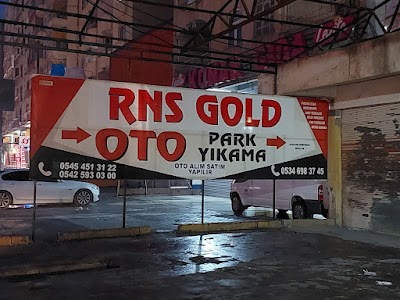 RNS GOLD
OTO PARK
YIKAMA
OTO ALIM SATIM
YAPILIR
0545 451 31 22
0542 593 03 00
0534 698 37 45